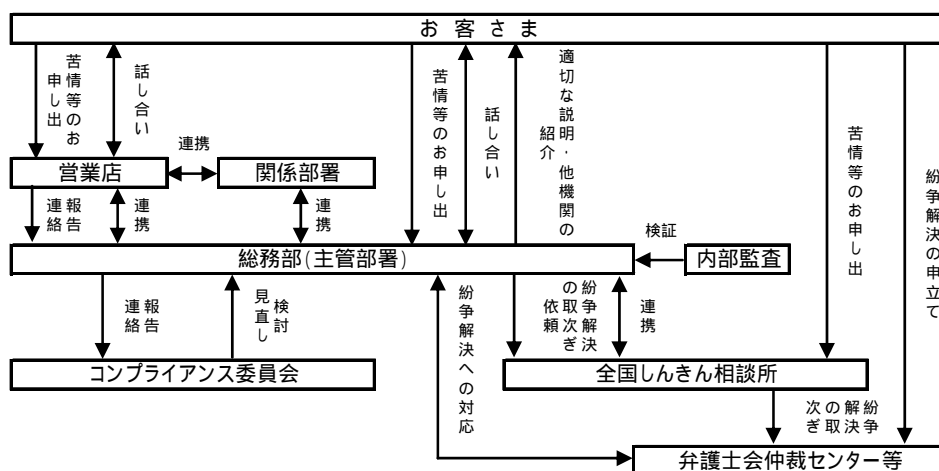 お客さま
苦情等のお
申し出
話し合い
苦情等のお申し出
話し合い
適切な説明・他機関の
紹介
苦情等のお申し出
紛争解決の申立て
連携
営業店
関係部署
報告
連絡
連携
連携
総務部(主管部署)
検証
内部監査
報告
連絡
検討
見直し
紛争解決への対応
紛争解決
の取次ぎ
依頼
連携
コンプライアンス委員会
全国しんきん相談所
紛争
解決
の取
次ぎ
弁護士会仲裁センター等